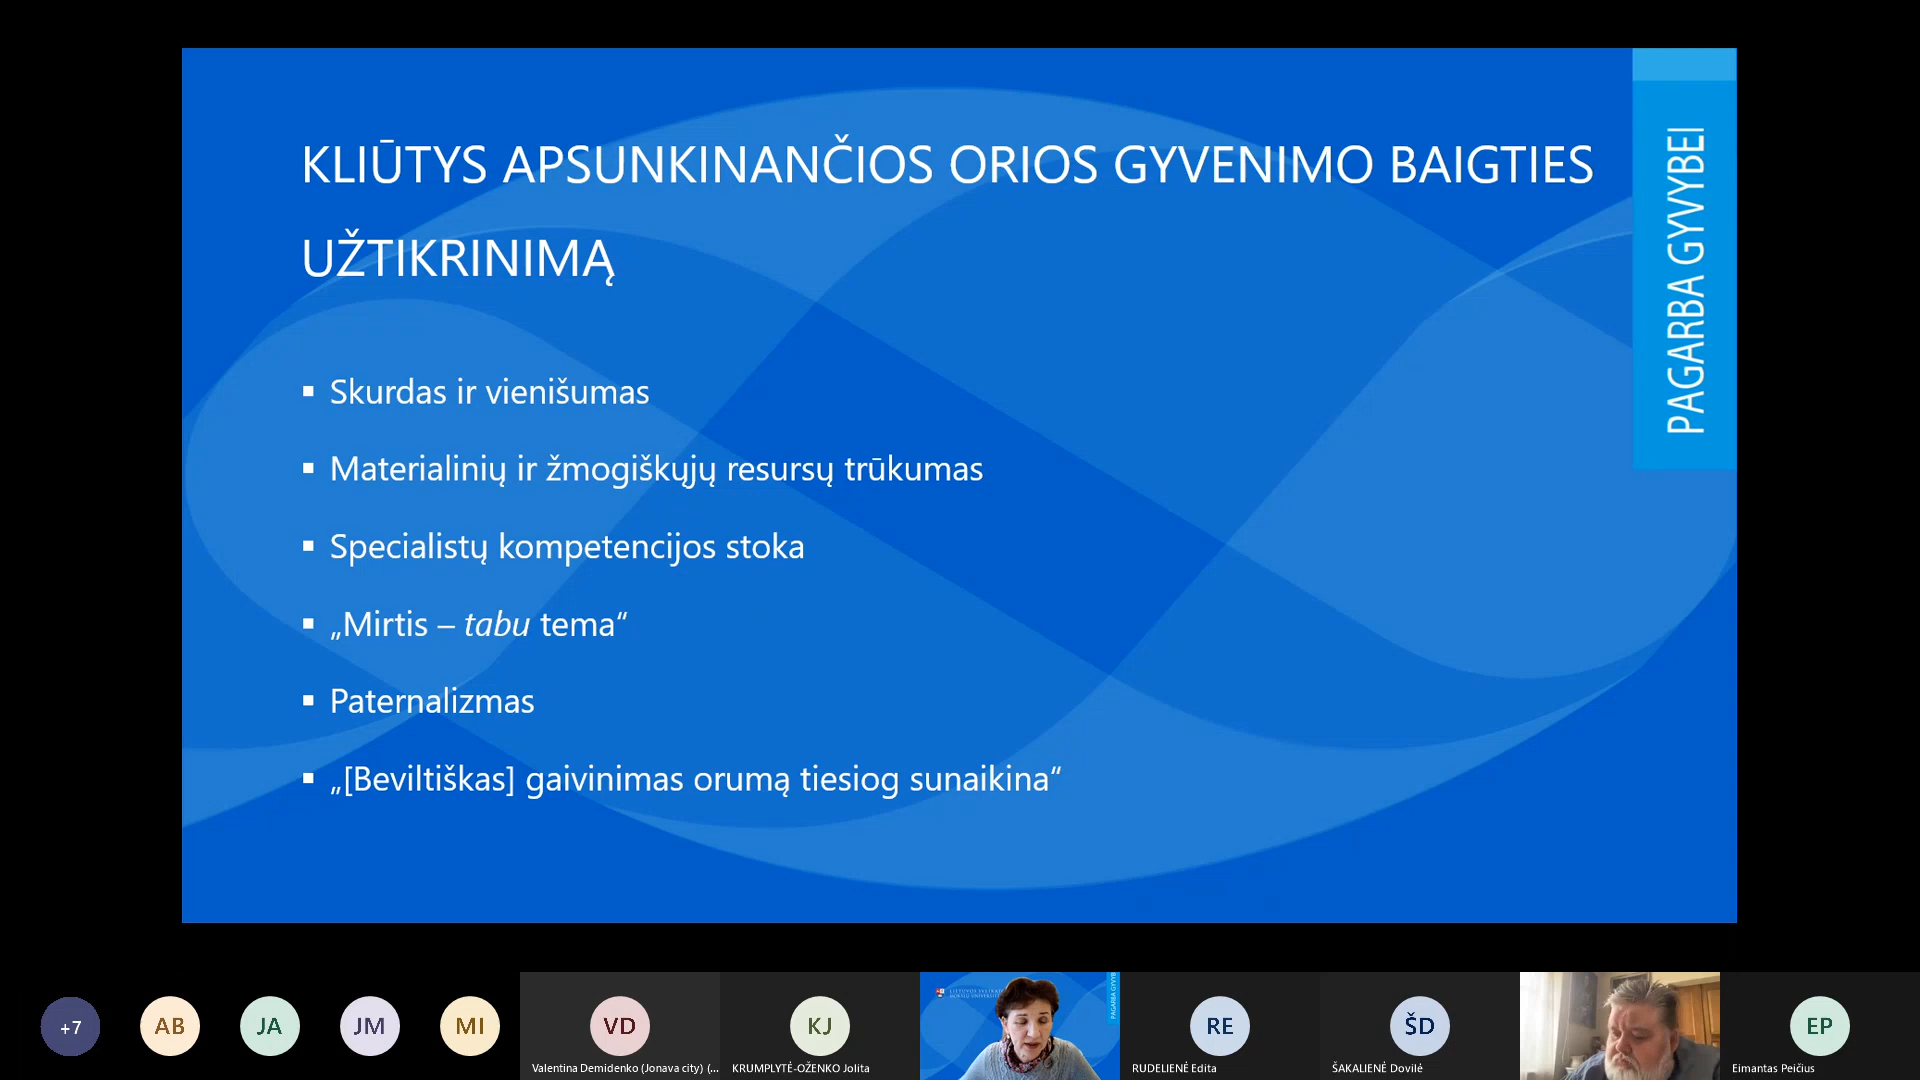 KLIŪTYS APSUNKINANČIOS ORIOS GYVENIMO BAIGTIES
UŽTIKRINIMĄ
▪ Skurdas ir vienišumas
▪ Materialinių ir žmogiškųjų resursų trūkumas
▪ Specialistų kompetencijos stoka
▪ „Mirtis – tabu tema“
▪ Paternalizmas
▪ „[Beviltiškas] gaivinimas orumą tiesiog sunaikina“
PAGARBA GYVYBEI
+7
AB
JA
JM
MI
VD
Valentina Demidenko (Jonava city) (...
KJ
KRUMPLYTĖ-OŽENKO Jolita
PAGARBA GYVYBEI
RE
RUDELIENĖ Edita
ŠD
ŠAKALIENĖ Dovilė
EP
Eimantas Peičius